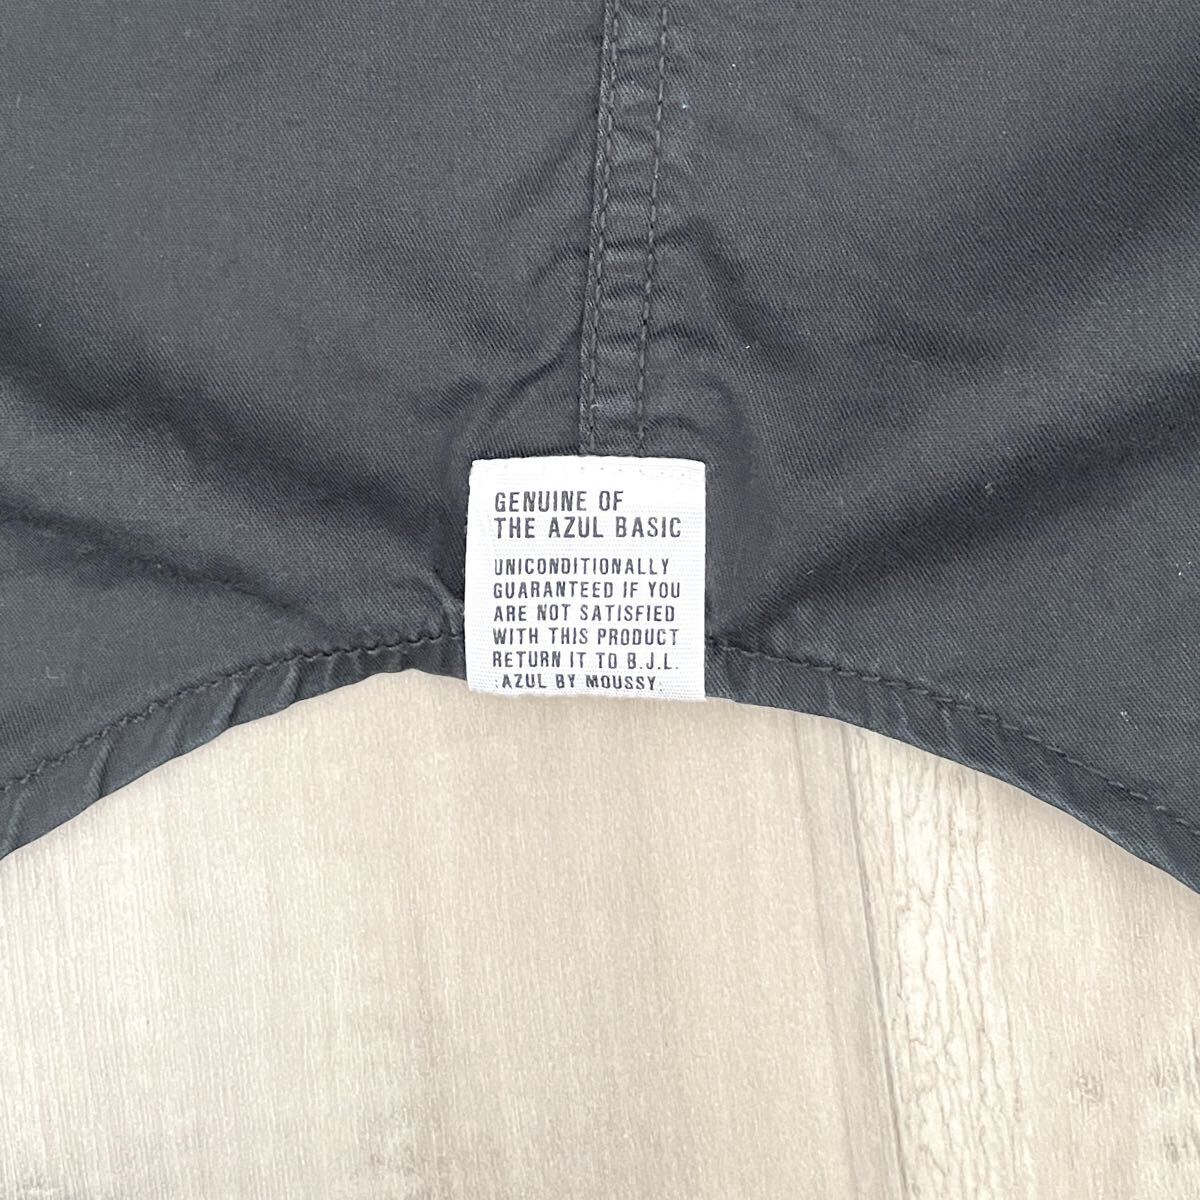 GENUINE OF
THE AZUL BASIC
UNICONDITIONALLY
GUARANTEED IF YOU
ARE NOT SATISFIED
WITH THIS PRODUCT
RETURN IT TO B.J.L.
:AZUL BY MOUSSY: